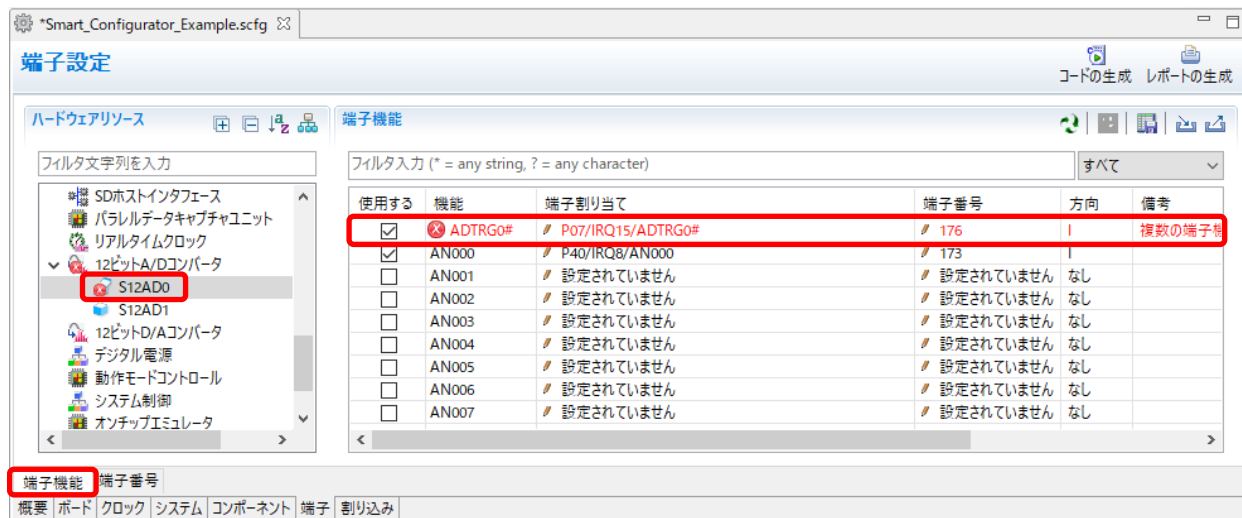 *Smart_Configurator_Example.scfg
端子設定
コードの生成 レポートの生成
ハードウェアリソース
端子機能
フィルタ文字列を入力
フィルタ入力 (* = any string, ? = any character)
すべて
SDホストインタフェース
パラレルデータキャプチャユニット
リアルタイムクロック
12ビットA/Dコンバータ
S12AD0
S12AD1
12ビットD/Aコンバータ
デジタル電源
動作モードコントロール
システム制御
オンチップエミュレータ
使用する 機能 端子割り当て 端子番号 方向 備考
ADTRG0# P07/IRQ15/ADTRG0# 176 I 複数の端子機
AN000 P40/IRQ8/AN000 173 I
AN001 設定されていません 設定されていません なし
AN002 設定されていません 設定されていません なし
AN003 設定されていません 設定されていません なし
AN004 設定されていません 設定されていません なし
AN005 設定されていません 設定されていません なし
AN006 設定されていません 設定されていません なし
AN007 設定されていません 設定されていません なし
端子機能 端子番号
概要 ボード クロック システム コンポーネント 端子 割り込み